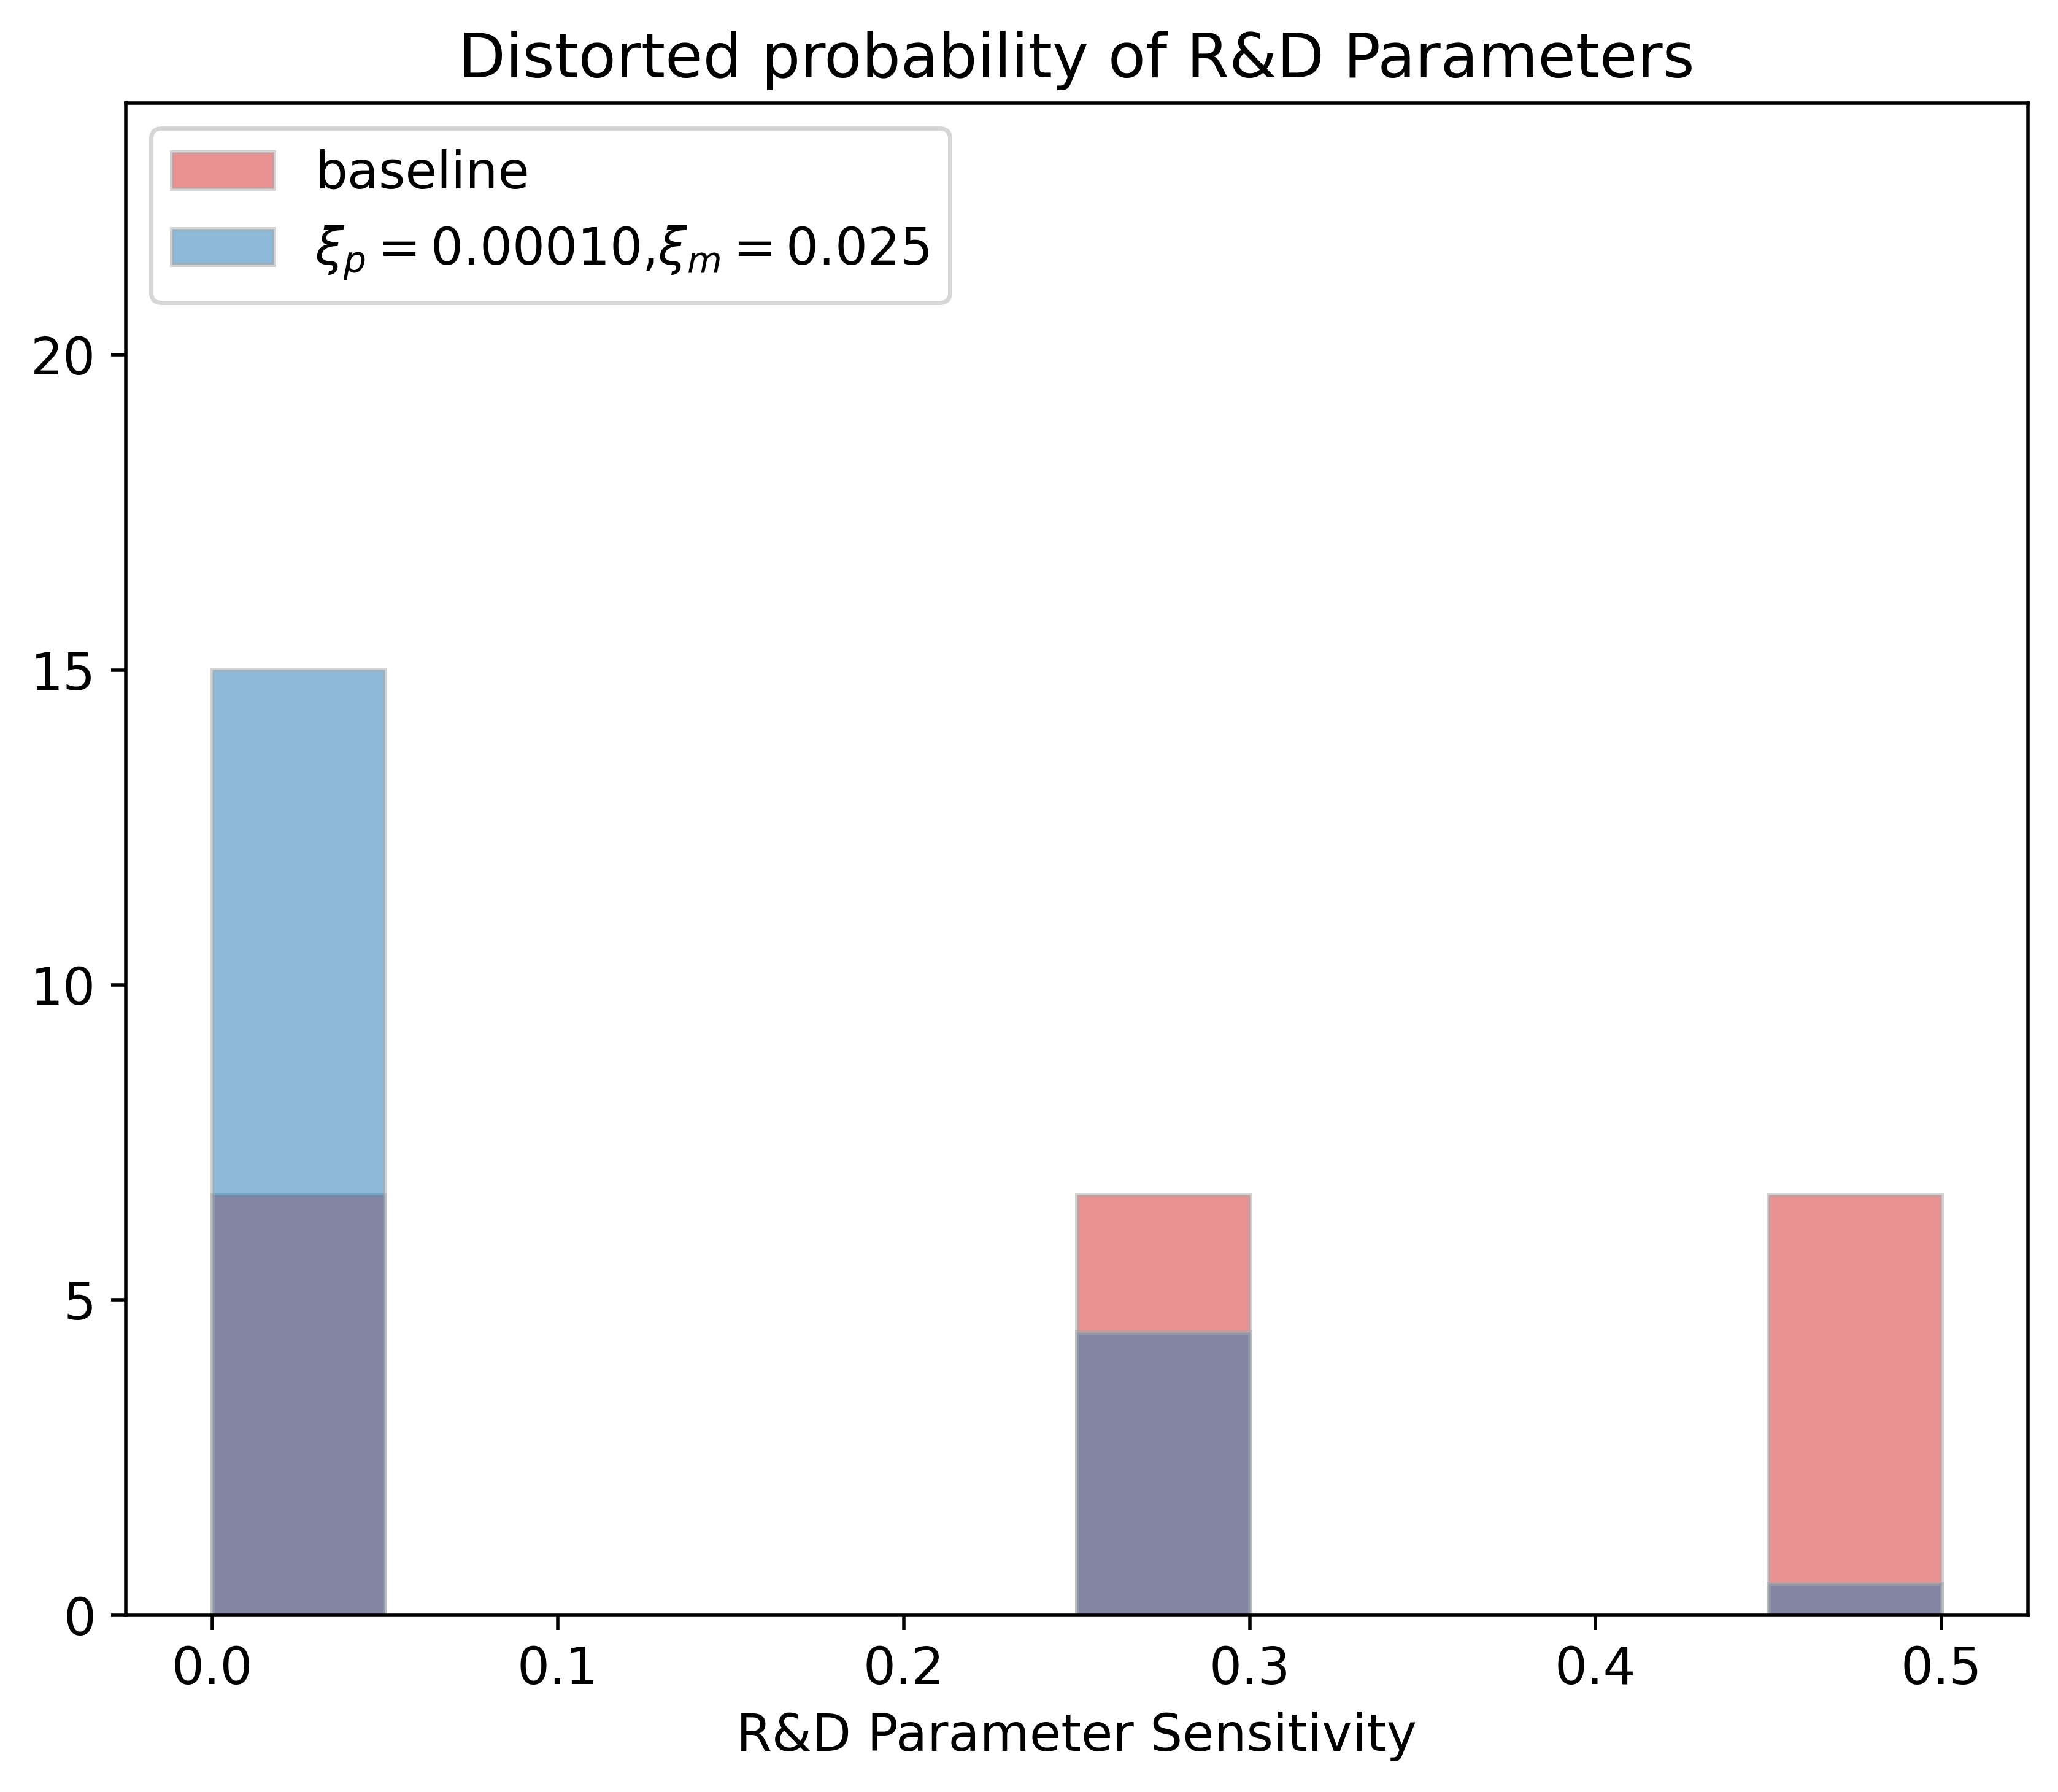 Distorted probability of R&D Parameters
baseline
ξp = 0.00010,ξm = 0.025
20
15
10
5
0
0.0 0.1 0.2 0.3 0.4 0.5
R&D Parameter Sensitivity